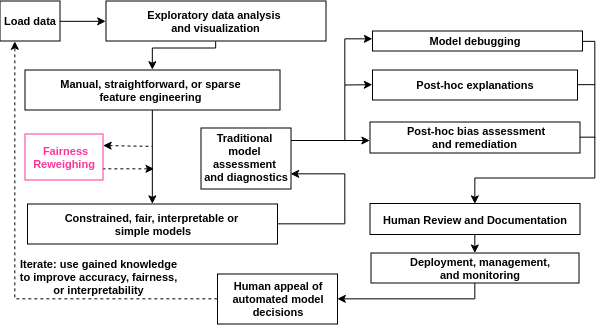 Load data
Exploratory data analysis
and visualization
Manual, straightforward, or sparse
feature engineering
Fairness
Reweighing
Traditional
model
assessment
and diagnostics
Constrained, fair, interpretable or
simple models
Model debugging
Post-hoc explanations
Post-hoc bias assessment
and remediation
Human Review and Documentation
Deployment, management,
and monitoring
Human appeal of
automated model
decisions
Iterate: use gained knowledge
to improve accuracy, fairness,
or interpretability